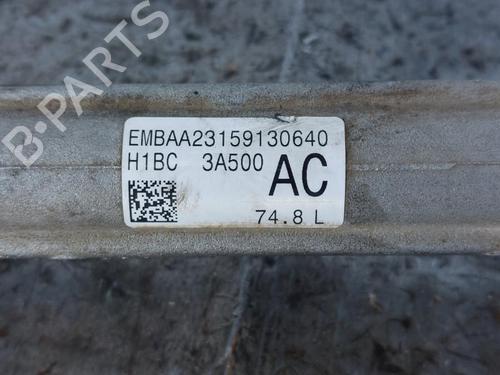 B-PARTS
EMBAA23159130640
H1BC 3A500 AC
74.8 L